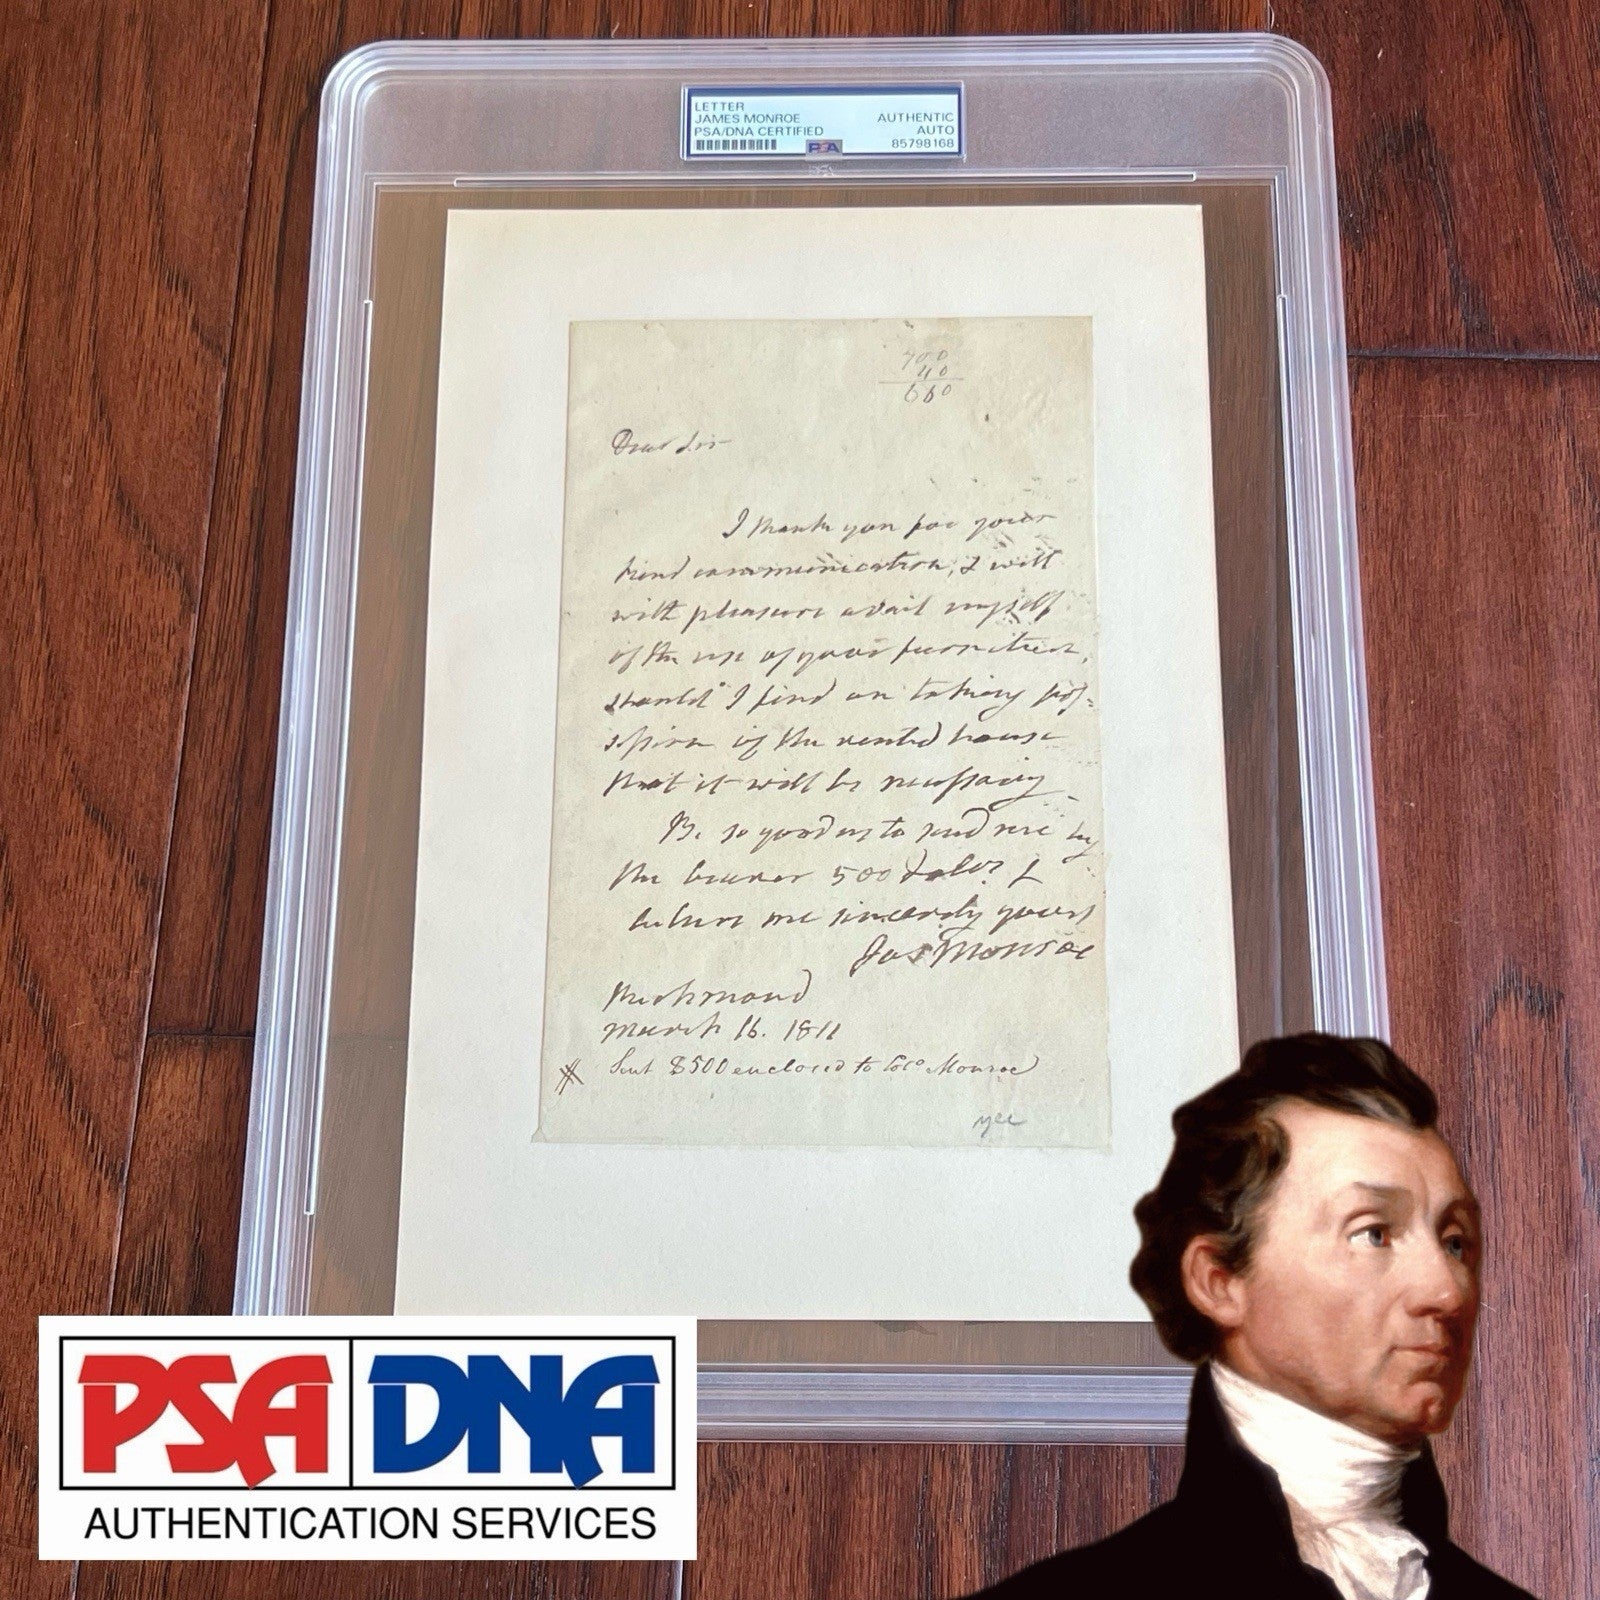 LETTER
JAMES MONROE
PSA/DNA CERTIFIED
AUTHENTIC
AUTO
85798168
PSA
700
40
660
Dear Sir
I thank you for your
kind communication, I will
with pleasure avail myself
of the use of your furniture,
should I find on taking pos-
session of the rented house
that it will be necessary
Be so good as to send me by
the bearer 500 dolrs. &
believe me sincerely yours
Jas Monroe
Richmond
March 16. 1811
Sent $500 enclosed to Colo Monroe
PSA DNA
AUTHENTICATION SERVICES